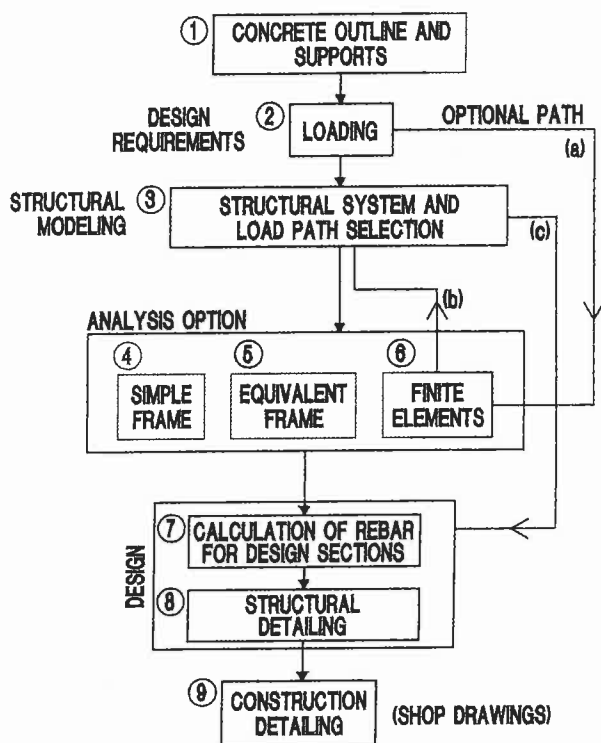 ① CONCRETE OUTLINE AND
SUPPORTS
DESIGN
REQUIREMENTS
② LOADING
OPTIONAL PATH
(a)
STRUCTURAL
MODELING
③ STRUCTURAL SYSTEM AND
LOAD PATH SELECTION
(c)
(b)
ANALYSIS OPTION
④ SIMPLE
FRAME
⑤ EQUIVALENT
FRAME
⑥ FINITE
ELEMENTS
DESIGN
⑦ CALCULATION OF REBAR
FOR DESIGN SECTIONS
⑧ STRUCTURAL
DETAILING
⑨ CONSTRUCTION
DETAILING
(SHOP DRAWINGS)